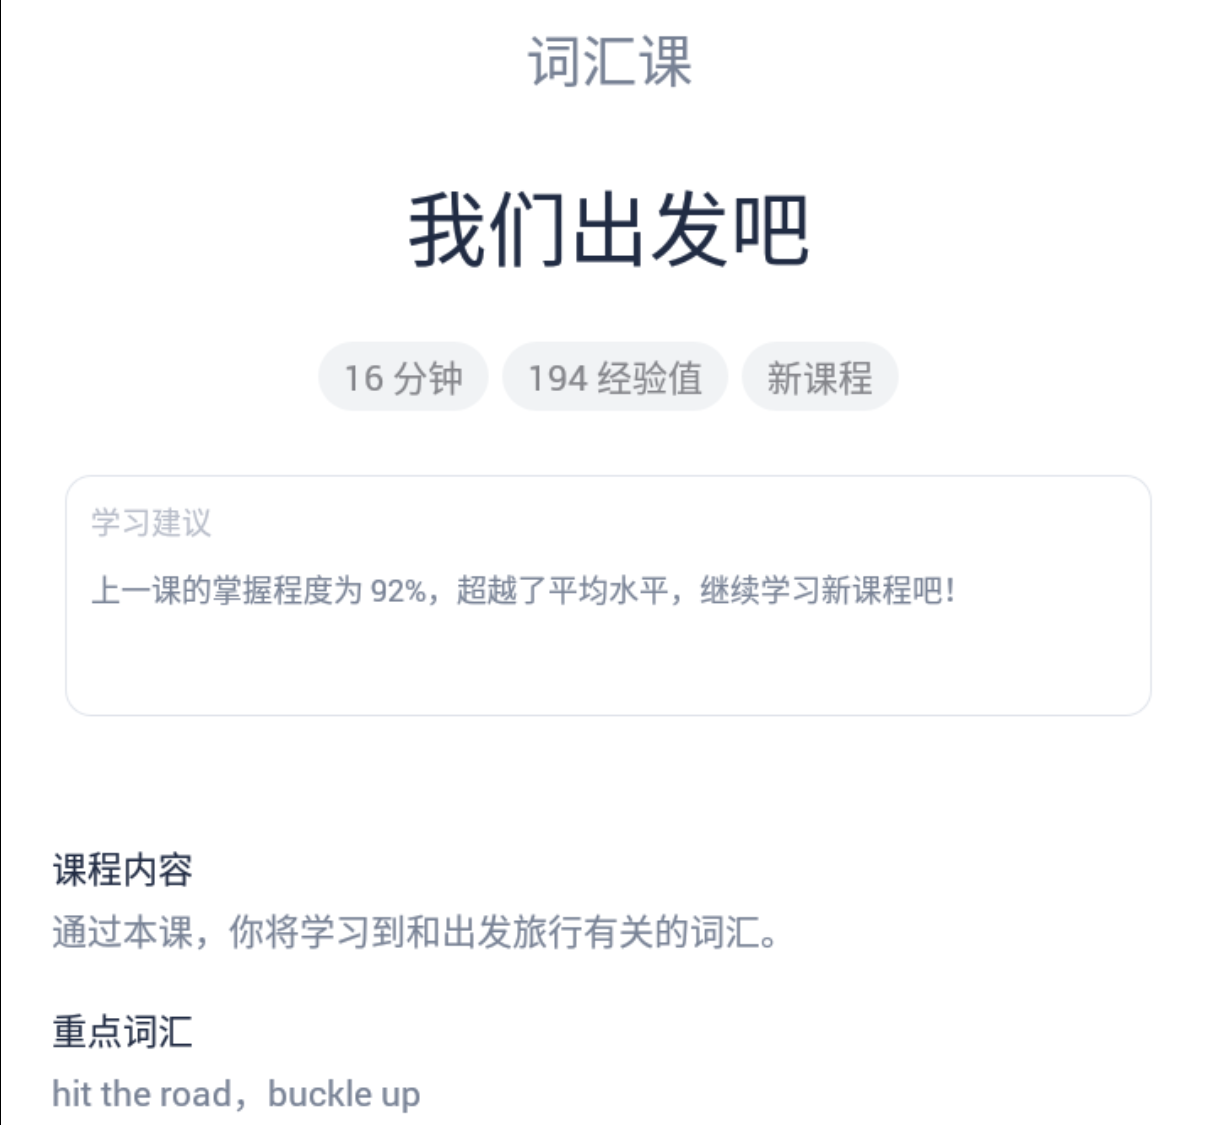 词汇课
我们出发吧
16 分钟 194 经验值 新课程
学习建议
上一课的掌握程度为 92%，超越了平均水平，继续学习新课程吧！
课程内容
通过本课，你将学习到和出发旅行有关的词汇。
重点词汇
hit the road，buckle up